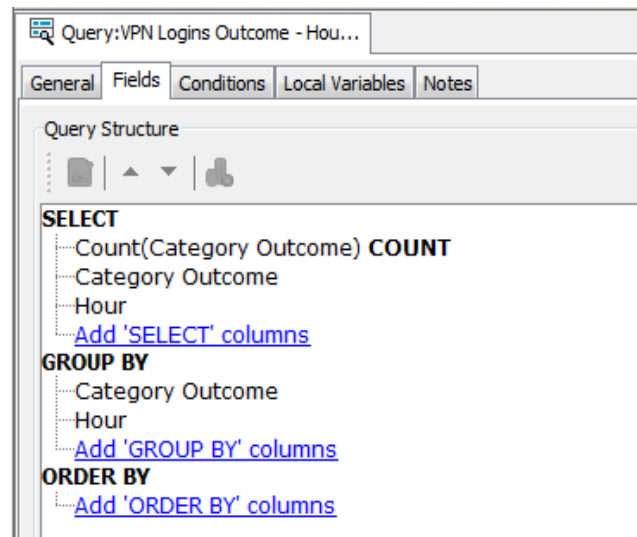 Query:VPN Logins Outcome - Hou...
General Fields Conditions Local Variables Notes
Query Structure
SELECT
Count(Category Outcome) COUNT
Category Outcome
Hour
Add 'SELECT' columns
GROUP BY
Category Outcome
Hour
Add 'GROUP BY' columns
ORDER BY
Add 'ORDER BY' columns